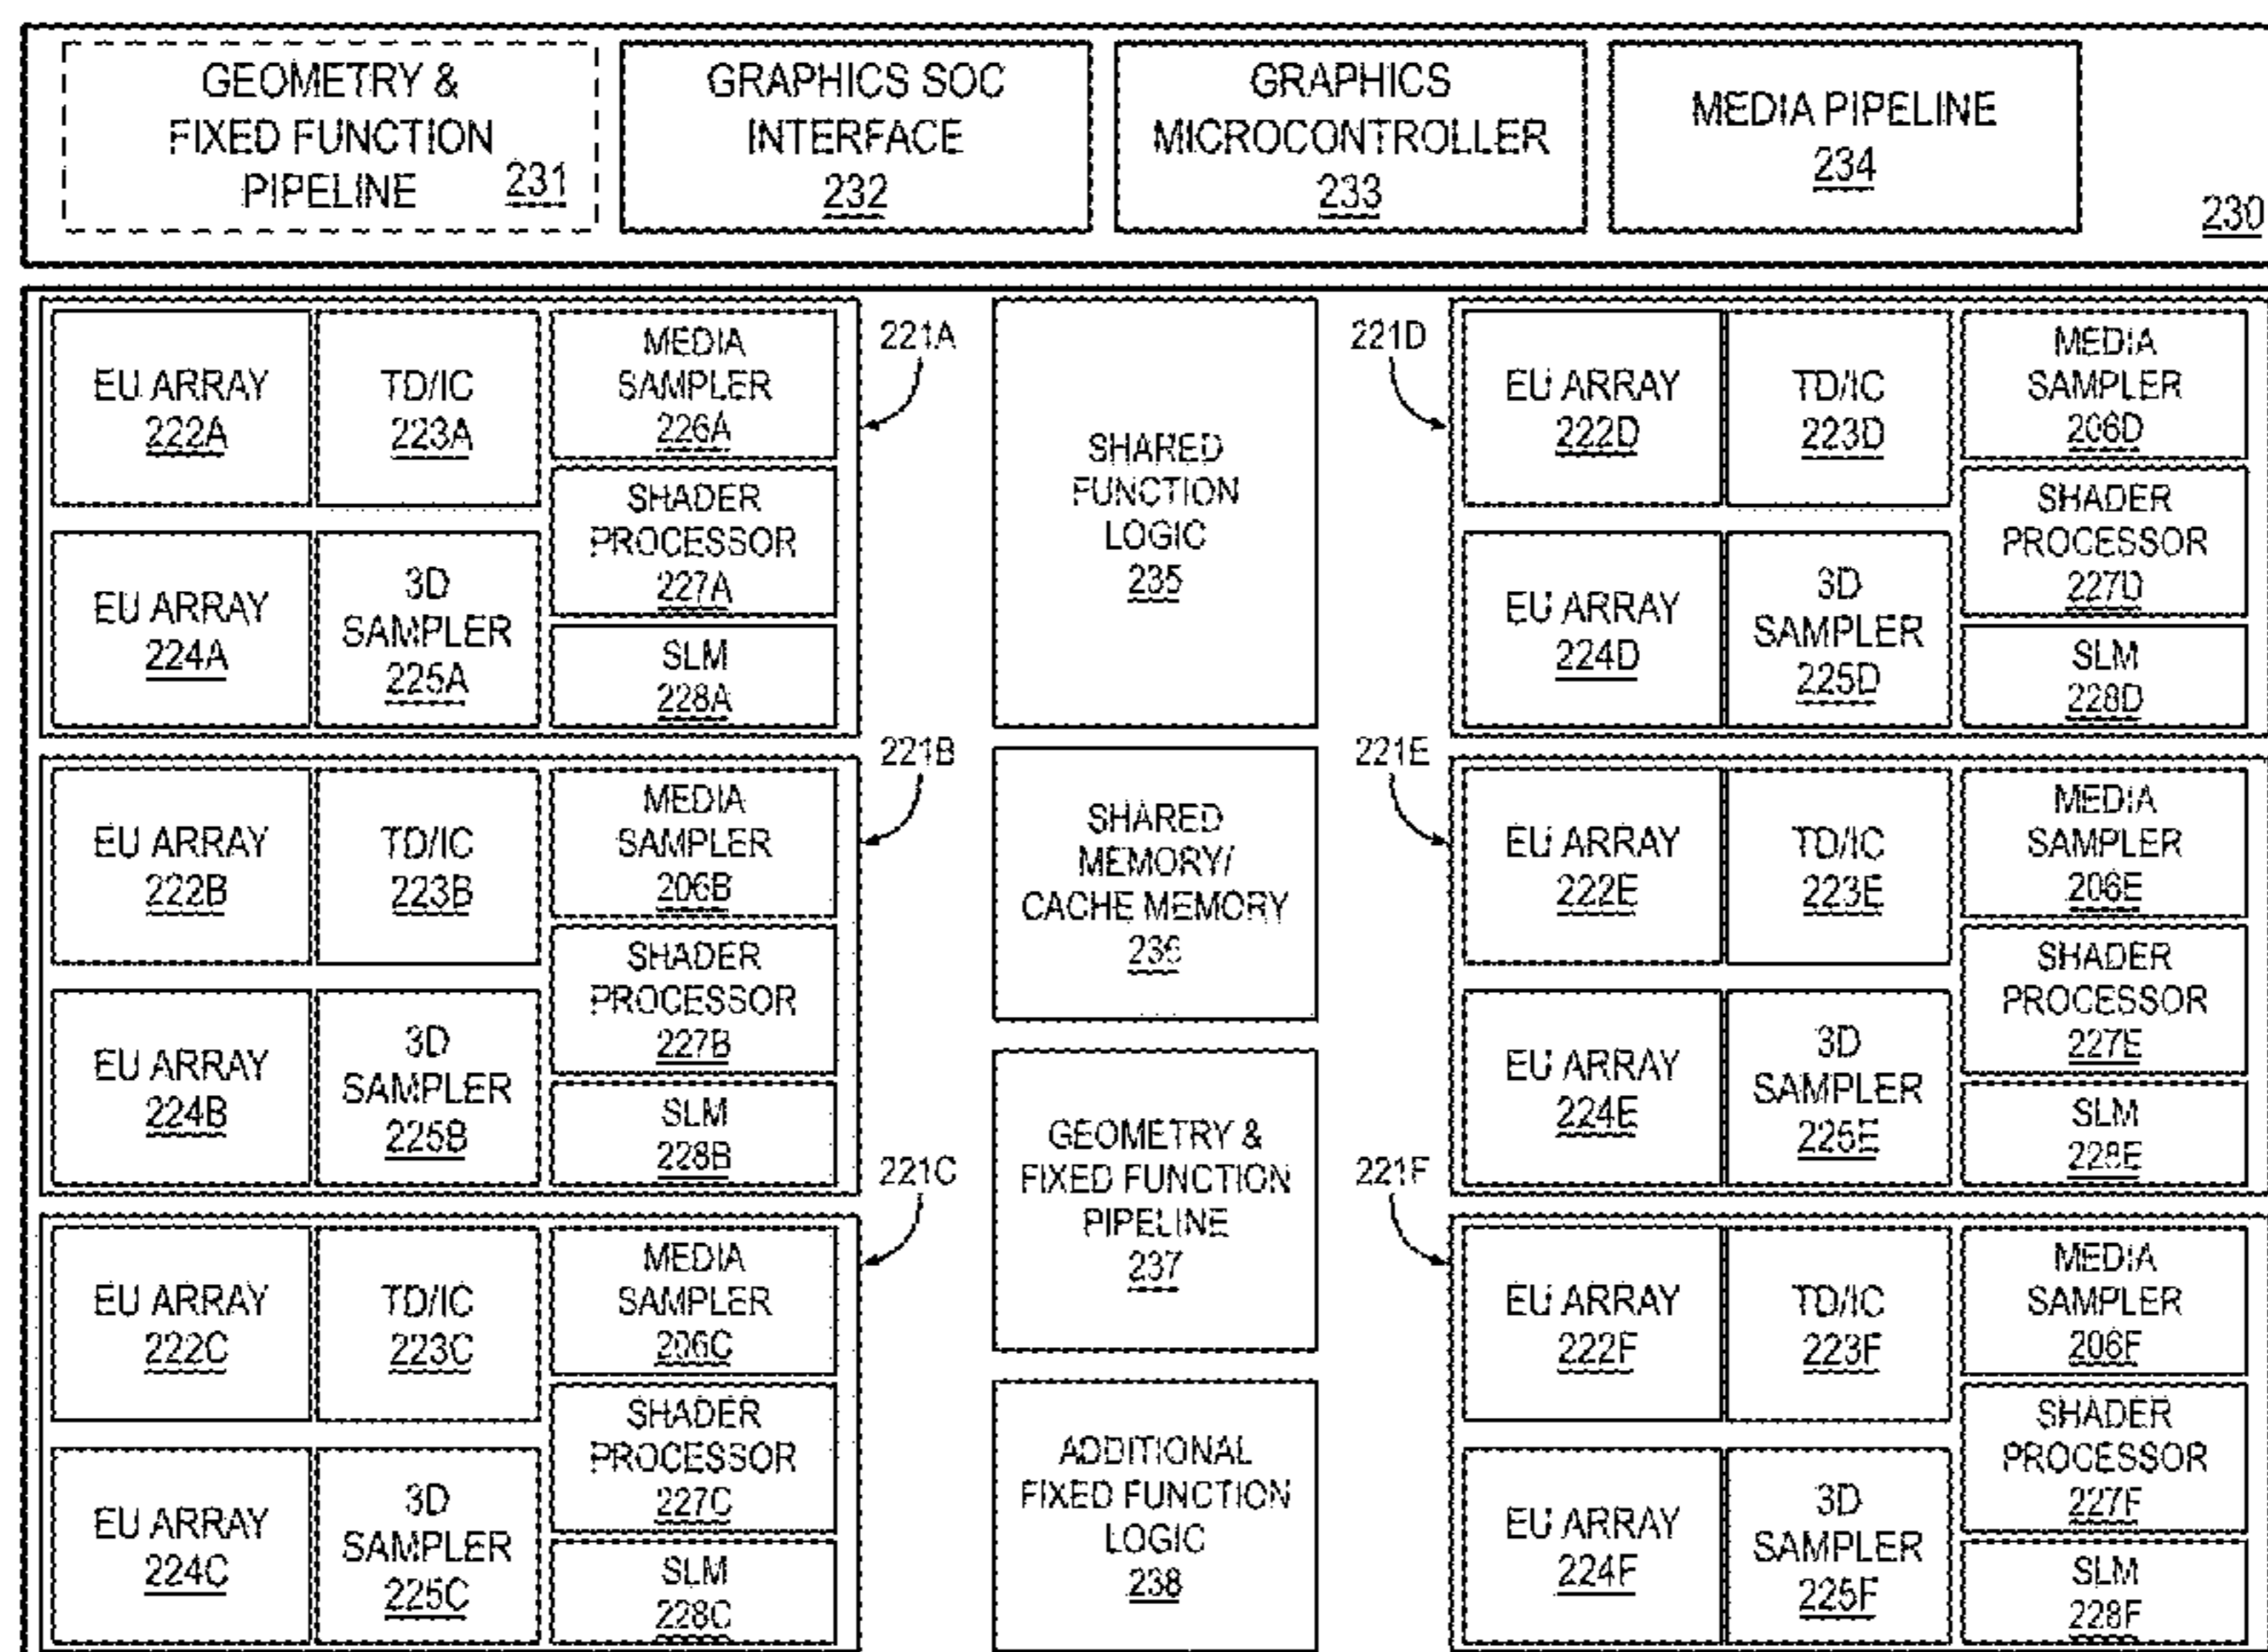 GEOMETRY &
FIXED FUNCTION
PIPELINE 231
GRAPHICS SOC
INTERFACE
232
GRAPHICS
MICROCONTROLLER
233
MEDIA PIPELINE
234
230
221A
EU ARRAY
222A
TD/IC
223A
MEDIA
SAMPLER
226A
SHADER
PROCESSOR
227A
EU ARRAY
224A
3D
SAMPLER
225A
SLM
228A
221B
EU ARRAY
222B
TD/IC
223B
MEDIA
SAMPLER
206B
SHADER
PROCESSOR
227B
EU ARRAY
224B
3D
SAMPLER
225B
SLM
228B
221C
EU ARRAY
222C
TD/IC
223C
MEDIA
SAMPLER
206C
SHADER
PROCESSOR
227C
EU ARRAY
224C
3D
SAMPLER
225C
SLM
228C
SHARED
FUNCTION
LOGIC
235
SHARED
MEMORY/
CACHE MEMORY
236
GEOMETRY &
FIXED FUNCTION
PIPELINE
237
ADDITIONAL
FIXED FUNCTION
LOGIC
238
221D
EU ARRAY
222D
TD/IC
223D
MEDIA
SAMPLER
206D
SHADER
PROCESSOR
227D
EU ARRAY
224D
3D
SAMPLER
225D
SLM
228D
221E
EU ARRAY
222E
TD/IC
223E
MEDIA
SAMPLER
206E
SHADER
PROCESSOR
227E
EU ARRAY
224E
3D
SAMPLER
225E
SLM
228E
221F
EU ARRAY
222F
TD/IC
223F
MEDIA
SAMPLER
206F
SHADER
PROCESSOR
227F
EU ARRAY
224F
3D
SAMPLER
225F
SLM
228F